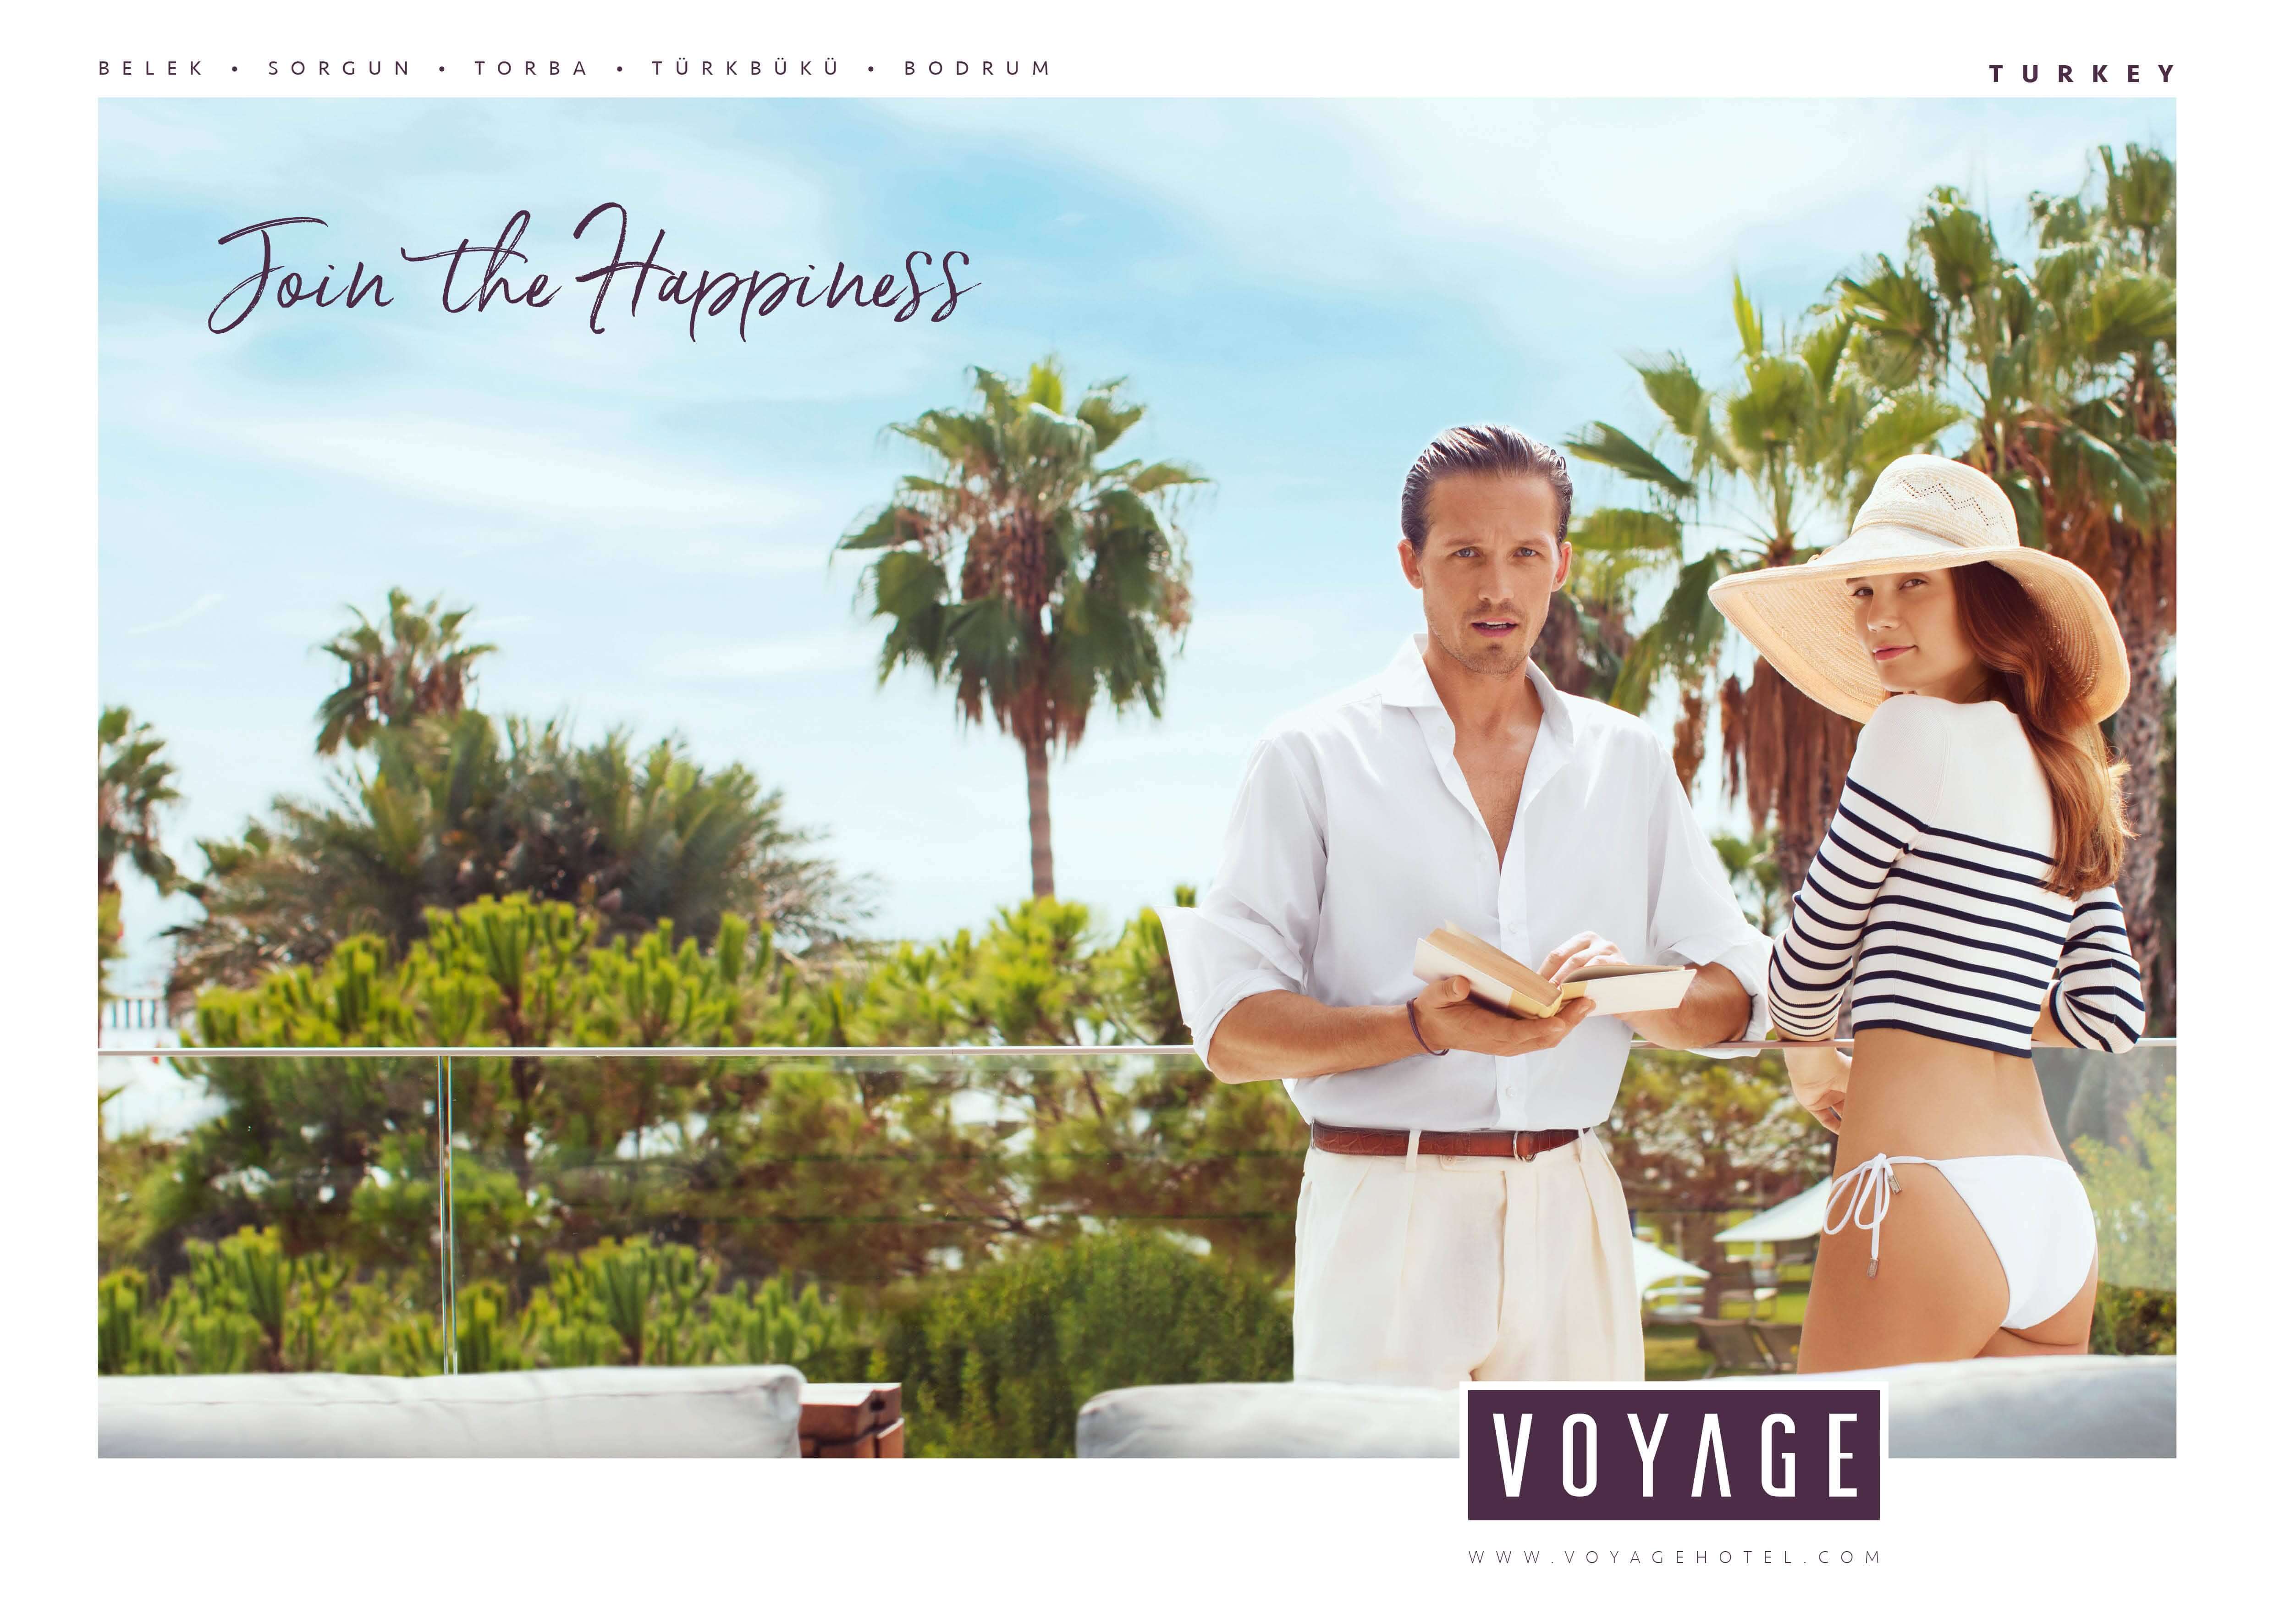 BELEK • SORGUN • TORBA • TÜRKBÜKÜ • BODRUM
TURKEY
Join the Happiness
VOYAGE
WWW.VOYAGEHOTEL.COM